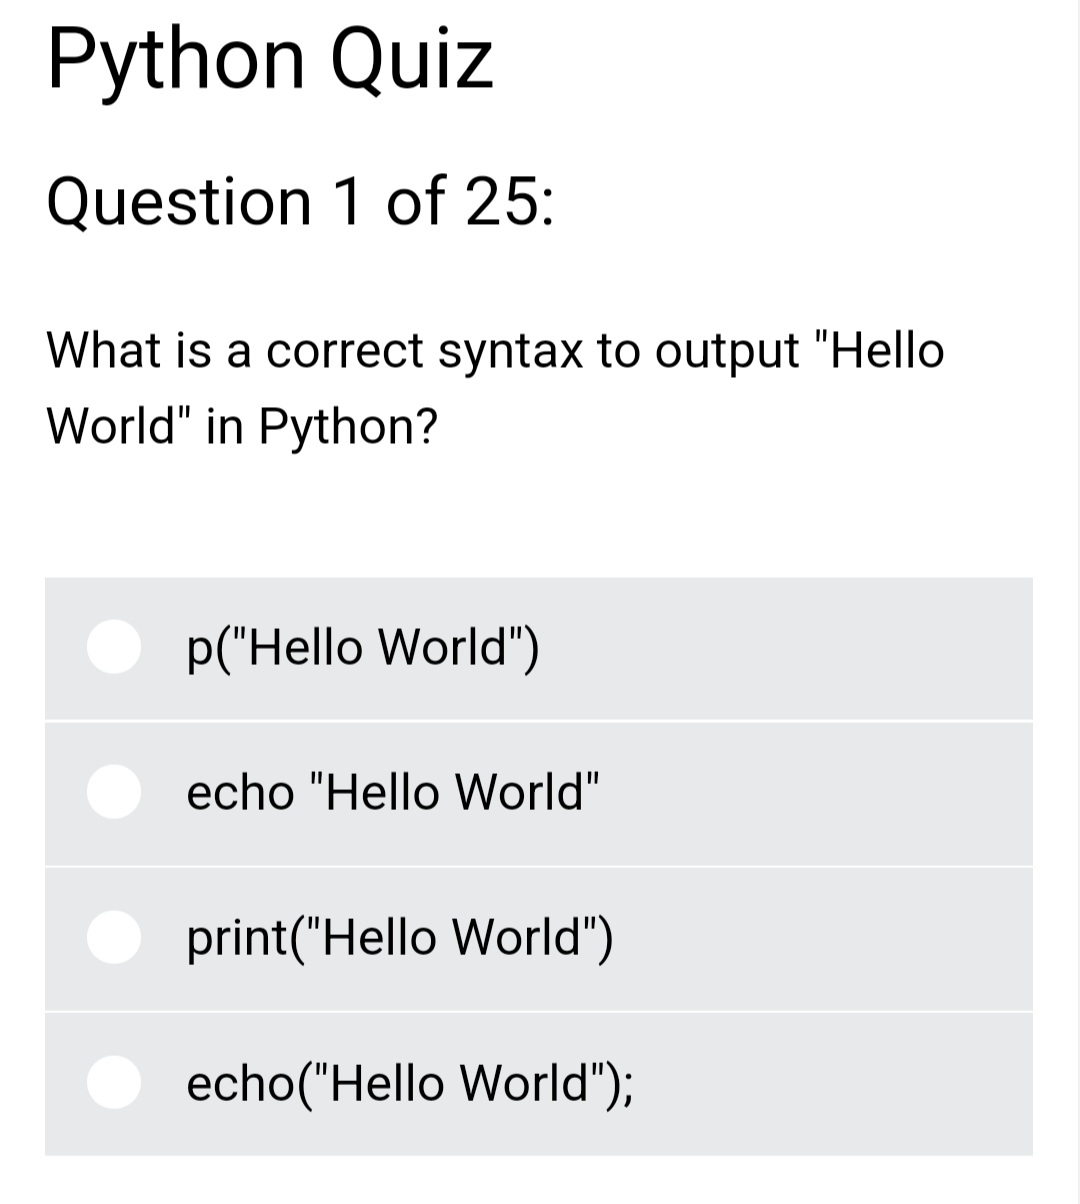 Python Quiz
Question 1 of 25:
What is a correct syntax to output "Hello
World" in Python?
p("Hello World")
echo "Hello World"
print("Hello World")
echo("Hello World");